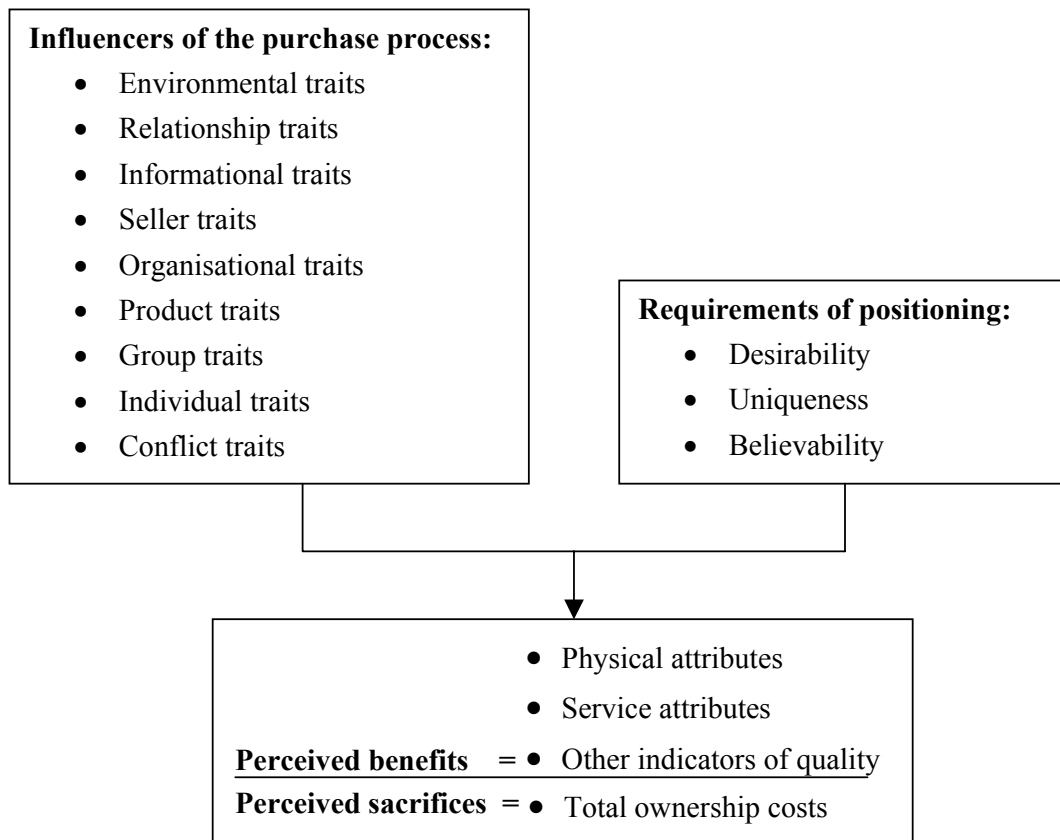 Influencers of the purchase process:
• Environmental traits
• Relationship traits
• Informational traits
• Seller traits
• Organisational traits
• Product traits
• Group traits
• Individual traits
• Conflict traits
Requirements of positioning:
• Desirability
• Uniqueness
• Believability
• Physical attributes
• Service attributes
Perceived benefits = • Other indicators of quality
Perceived sacrifices = • Total ownership costs